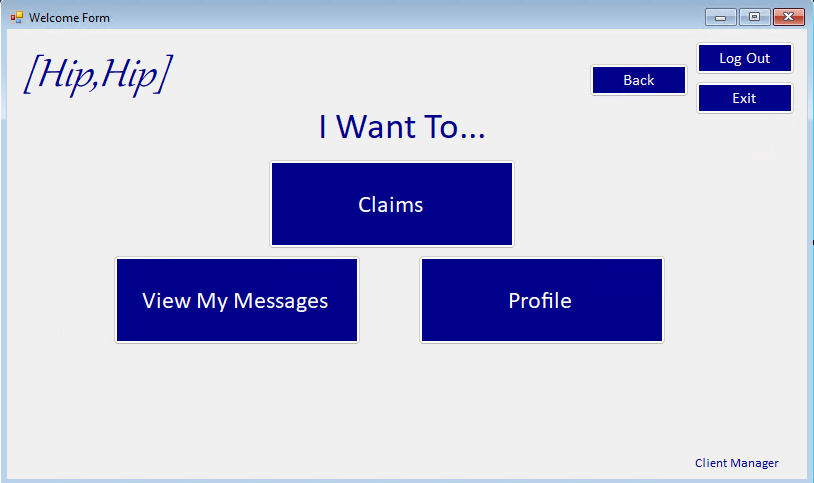 Welcome Form
[Hip,Hip]
Log Out
Back
Exit
I Want To...
Claims
View My Messages
Profile
Client Manager